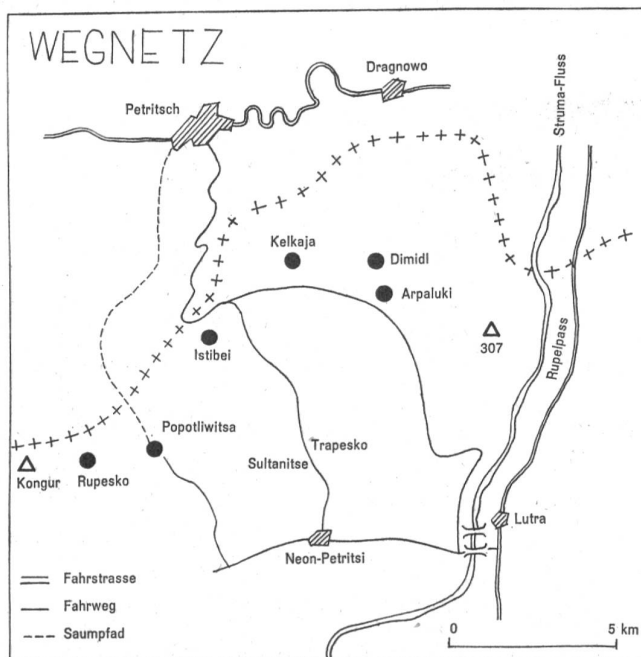 WEGNETZ
Dragnowo
Petritsch
Struma-Fluss
Kelkaja
Dimidl
Arpaluki
307
Rupelpass
Istibei
Popotliwitsa
Trapesko
Sultanitse
Kongur
Rupesko
Lutra
Neon-Petritsi
Fahrstrasse
Fahrweg
Saumpfad
0 5 km